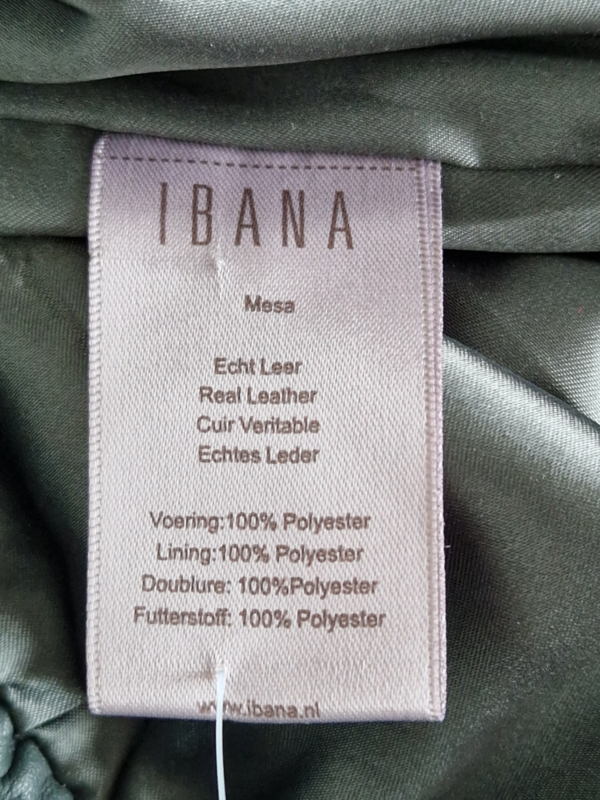 IBANA
Mesa
Echt Leer
Real Leather
Cuir Veritable
Echtes Leder
Voering:100% Polyester
Lining:100% Polyester
Doublure: 100%Polyester
Futterstoff: 100% Polyester
www.ibana.nl